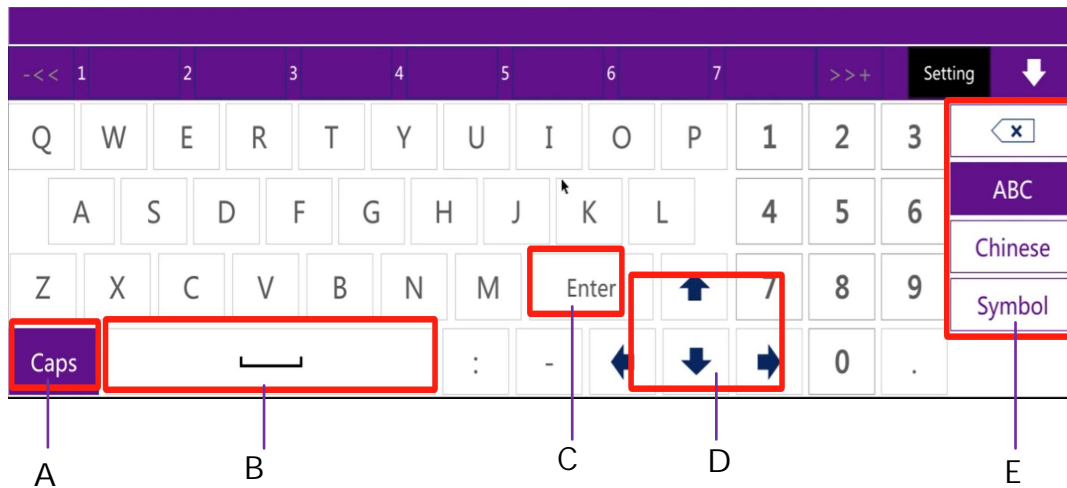 -<< 1 2 3 4 5 6 7 >>+ Setting
Q W E R T Y U I O P 1 2 3
A S D F G H J K L 4 5 6 ABC
Chinese
Z X C V B N M Enter 7 8 9
Symbol
Caps : - 0 .
A B C D E